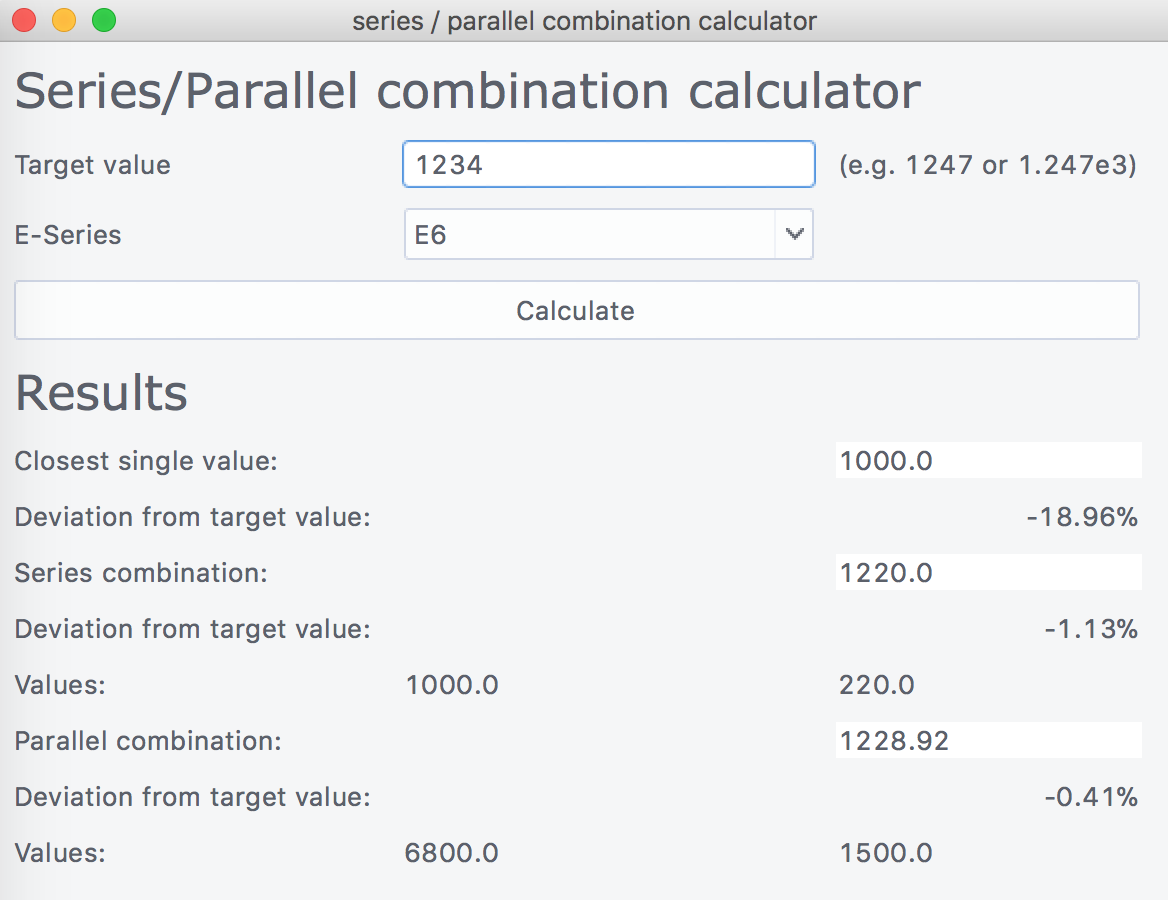 series / parallel combination calculator
Series/Parallel combination calculator
Target value 1234 (e.g. 1247 or 1.247e3)
E-Series E6
Calculate
Results
Closest single value: 1000.0
Deviation from target value: -18.96%
Series combination: 1220.0
Deviation from target value: -1.13%
Values: 1000.0 220.0
Parallel combination: 1228.92
Deviation from target value: -0.41%
Values: 6800.0 1500.0